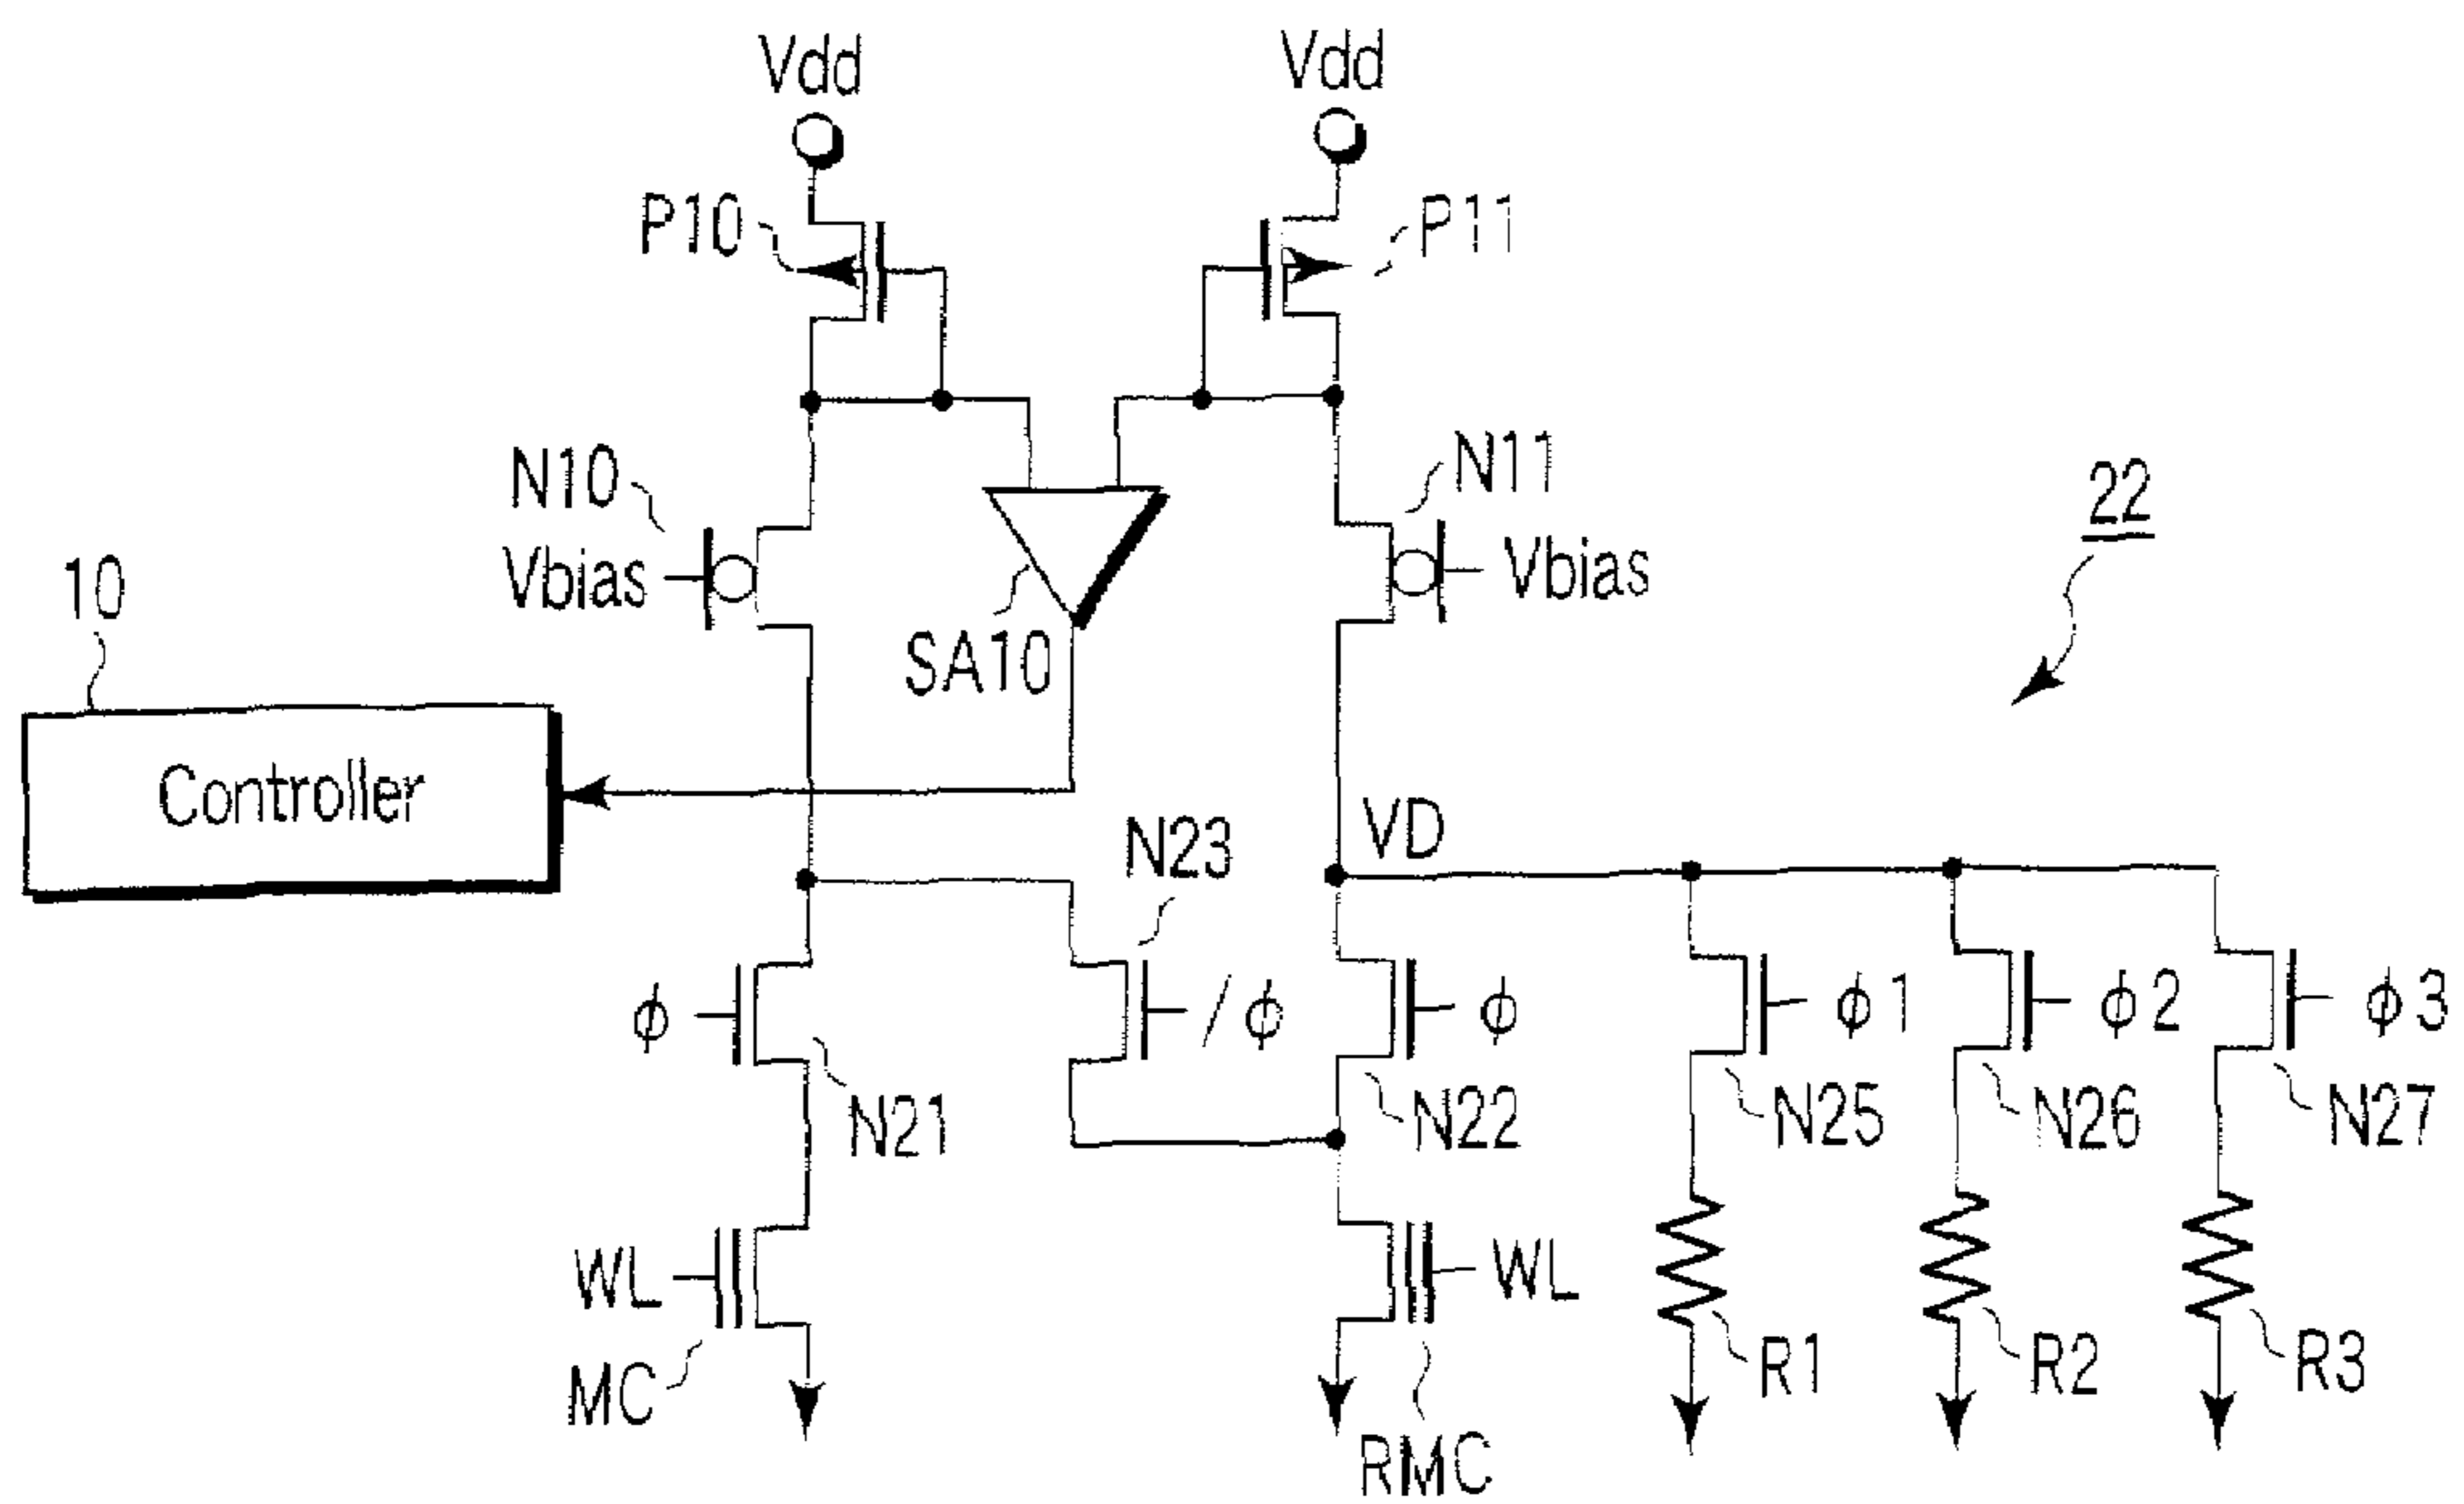 Vdd
Vdd
P10
P11
N10
N11
22
Vbias
Vbias
10
SA10
Controller
VD
N23
ϕ
/ϕ
ϕ
ϕ1
ϕ2
ϕ3
N21
N22
N25
N26
N27
WL
WL
MC
R1
R2
R3
RMC